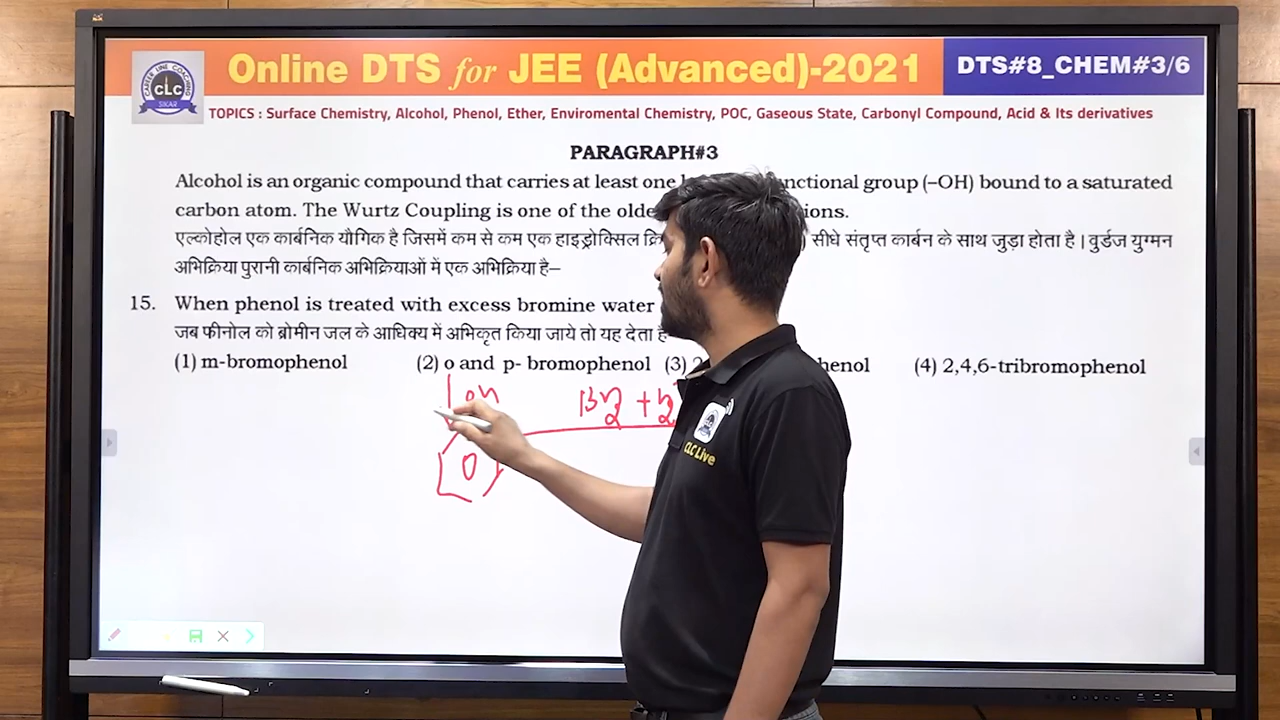 Online DTS for JEE (Advanced)-2021
DTS#8_CHEM#3/6
CAREER LINE COACHING
CLC
SIKAR
TOPICS : Surface Chemistry, Alcohol, Phenol, Ether, Enviromental Chemistry, POC, Gaseous State, Carbonyl Compound, Acid & Its derivatives
PARAGRAPH#3
Alcohol is an organic compound that carries at least one nctional group (–OH) bound to a saturated
carbon atom. The Wurtz Coupling is one of the olde ions.
एल्कोहोल एक कार्बनिक यौगिक है जिसमें कम से कम एक हाइड्रोक्सिल क्रि सीधे संतृप्त कार्बन के साथ जुड़ा होता है। वुर्डज युग्मन
अभिक्रिया पुरानी कार्बनिक अभिक्रियाओं में एक अभिक्रिया है–
15. When phenol is treated with excess bromine water
जब फीनोल को ब्रोमीन जल के आधिक्य में अभिकृत किया जाये तो यह देता है
(1) m-bromophenol (2) o and p- bromophenol (3) 2 henol (4) 2,4,6-tribromophenol
Br2 +
CLC Live